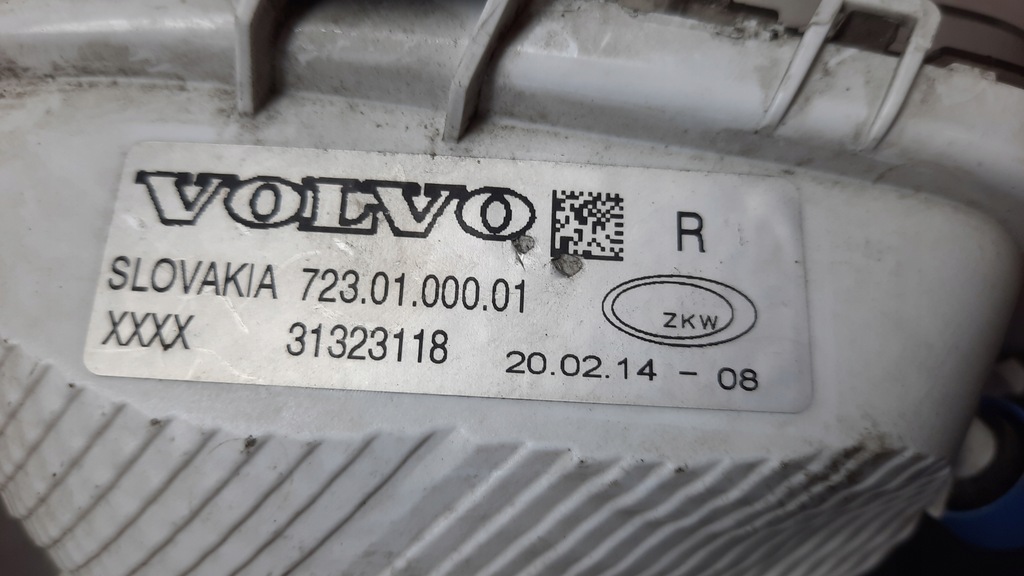 VOLVO R
SLOVAKIA 723.01.000.01 ZKW
XXXX 31323118 20.02.14 - 08